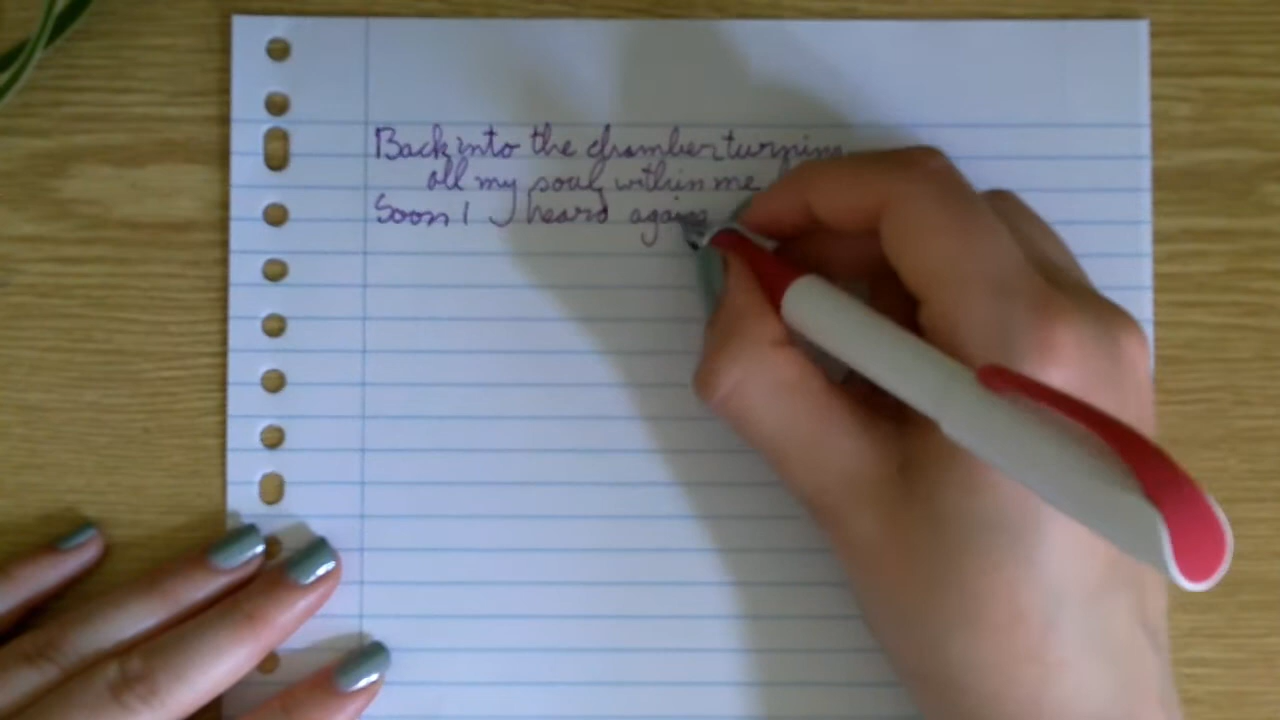 Back into the chamber turning
all my soul within me
Soon I heard again